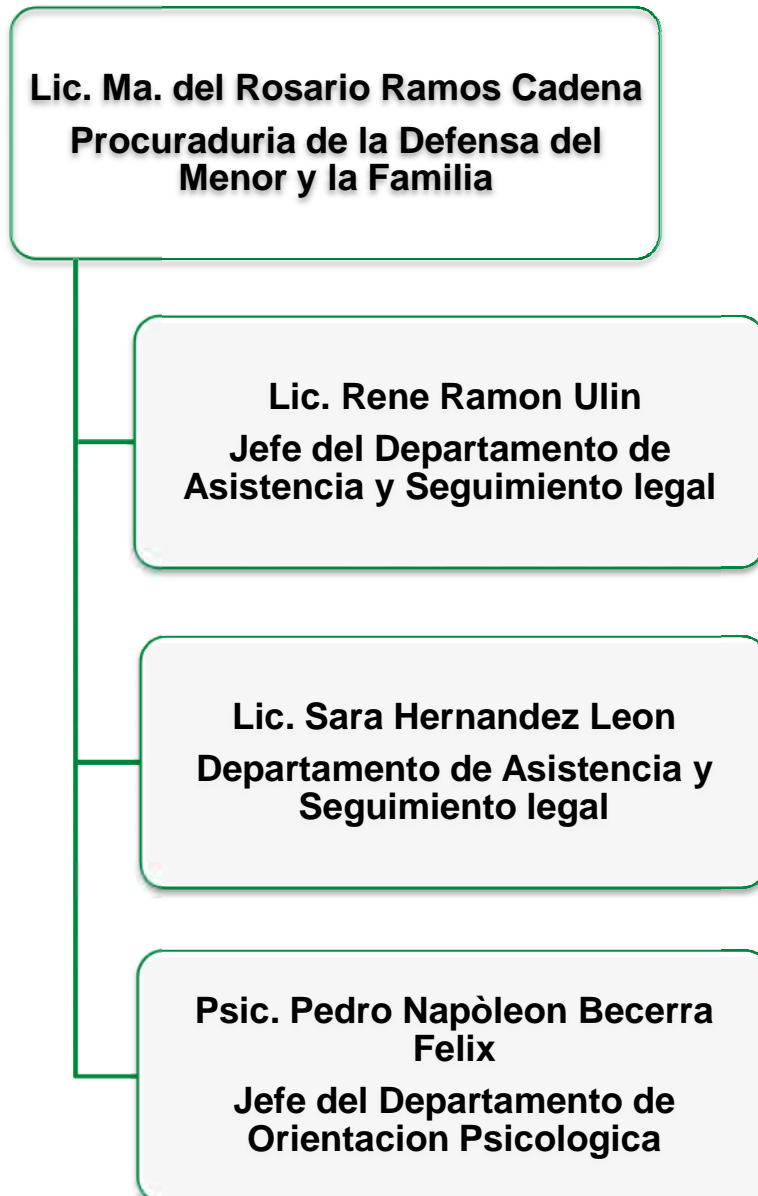 Lic. Ma. del Rosario Ramos Cadena
Procuraduria de la Defensa del
Menor y la Familia
Lic. Rene Ramon Ulin
Jefe del Departamento de
Asistencia y Seguimiento legal
Lic. Sara Hernandez Leon
Departamento de Asistencia y
Seguimiento legal
Psic. Pedro Napòleon Becerra
Felix
Jefe del Departamento de
Orientacion Psicologica